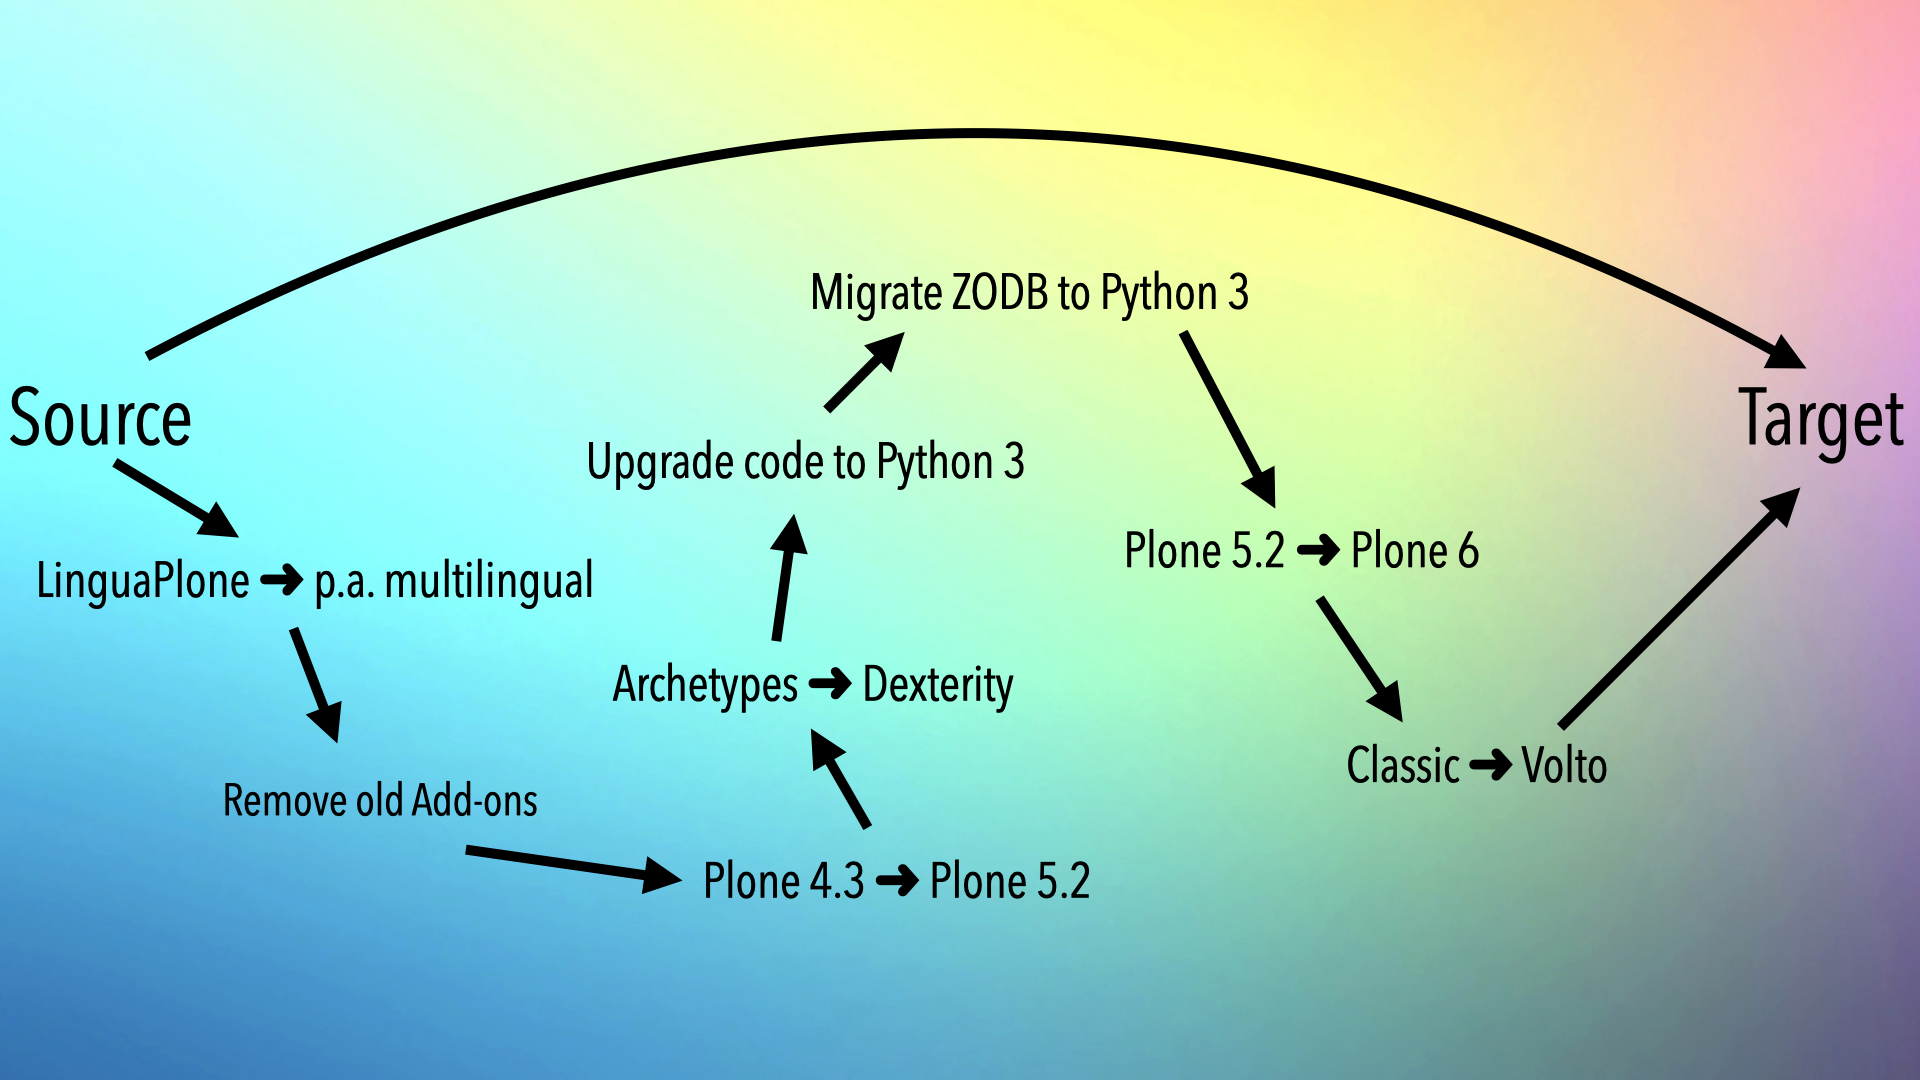 Source
LinguaPlone ➜ p.a. multilingual
Remove old Add-ons
Plone 4.3 ➜ Plone 5.2
Archetypes ➜ Dexterity
Upgrade code to Python 3
Migrate ZODB to Python 3
Plone 5.2 ➜ Plone 6
Classic ➜ Volto
Target